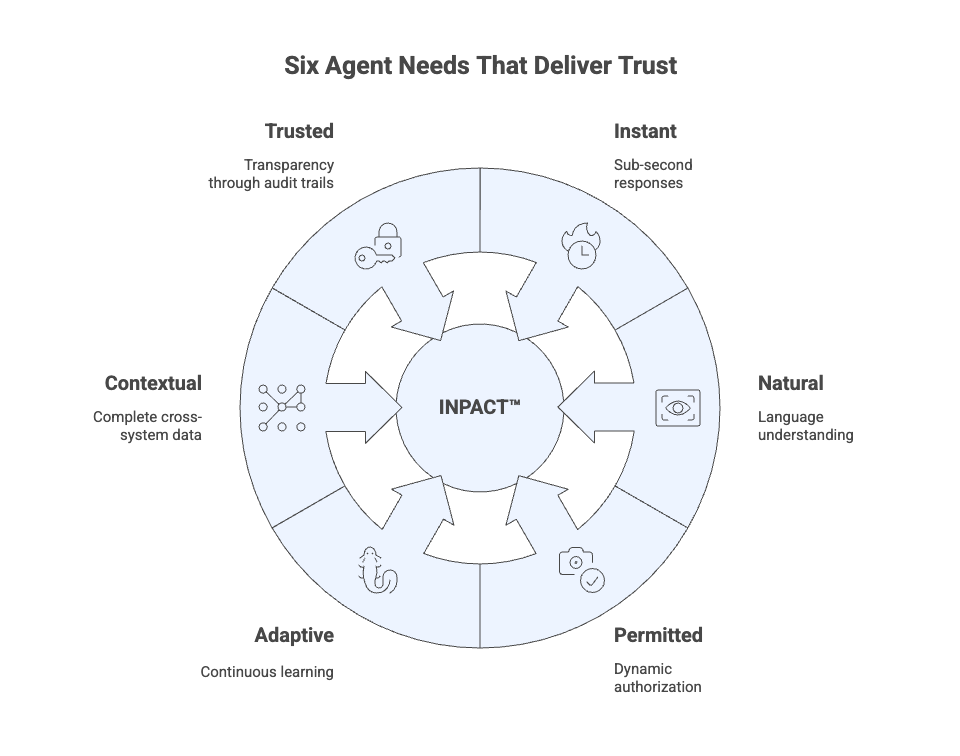 Six Agent Needs That Deliver Trust
Trusted
Transparency
through audit trails
Instant
Sub-second
responses
Contextual
Complete cross-
system data
INPACT™
Natural
Language
understanding
Adaptive
Continuous learning
Permitted
Dynamic
authorization